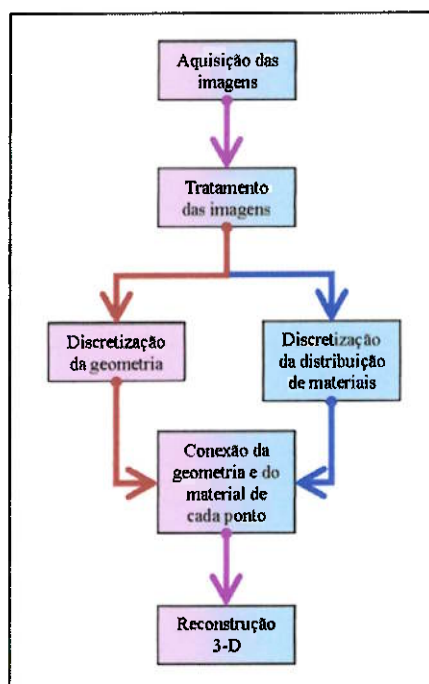 Aquisição das
imagens
Tratamento
das imagens
Discretização
da geometria
Discretização
da distribuição
de materiais
Conexão da
geometria e do
material de
cada ponto
Reconstrução
3-D